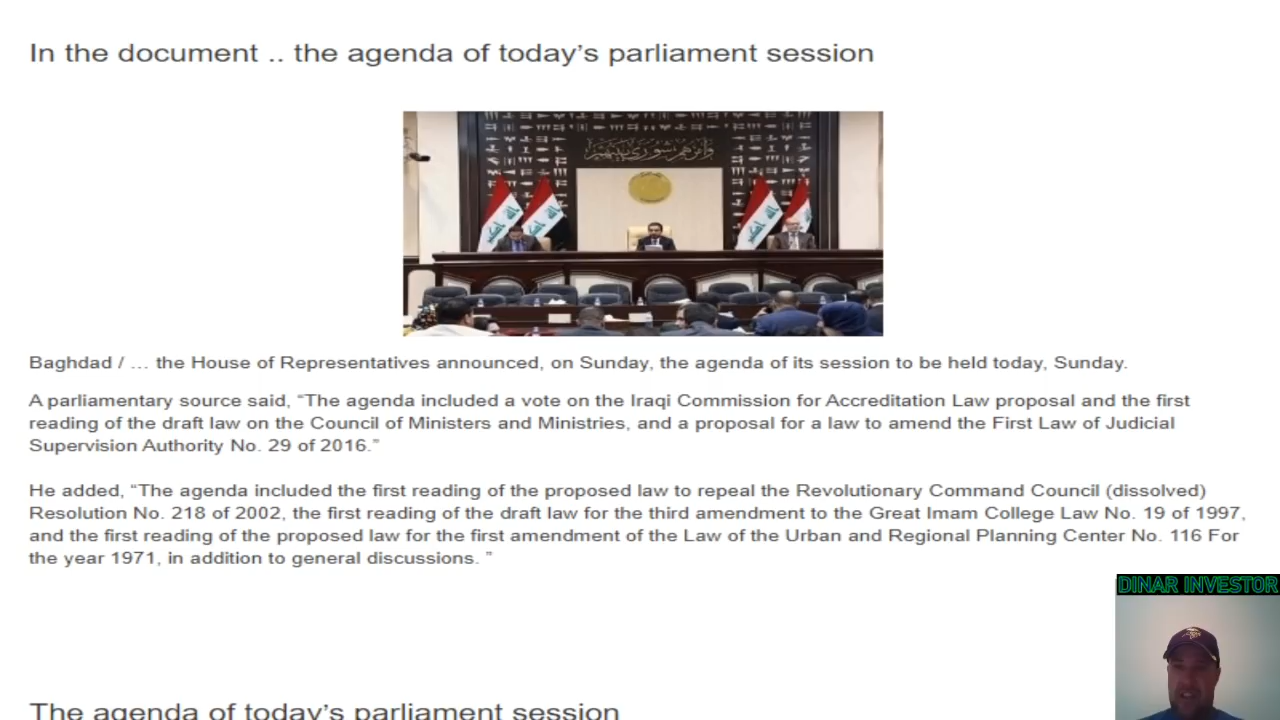 In the document .. the agenda of today’s parliament session
وأمرهم شورى بينهم
Baghdad / … the House of Representatives announced, on Sunday, the agenda of its session to be held today, Sunday.
A parliamentary source said, “The agenda included a vote on the Iraqi Commission for Accreditation Law proposal and the first
reading of the draft law on the Council of Ministers and Ministries, and a proposal for a law to amend the First Law of Judicial
Supervision Authority No. 29 of 2016.”
He added, “The agenda included the first reading of the proposed law to repeal the Revolutionary Command Council (dissolved)
Resolution No. 218 of 2002, the first reading of the draft law for the third amendment to the Great Imam College Law No. 19 of 1997,
and the first reading of the proposed law for the first amendment of the Law of the Urban and Regional Planning Center No. 116 For
the year 1971, in addition to general discussions. ”
DINAR INVESTOR
The agenda of today’s parliament session